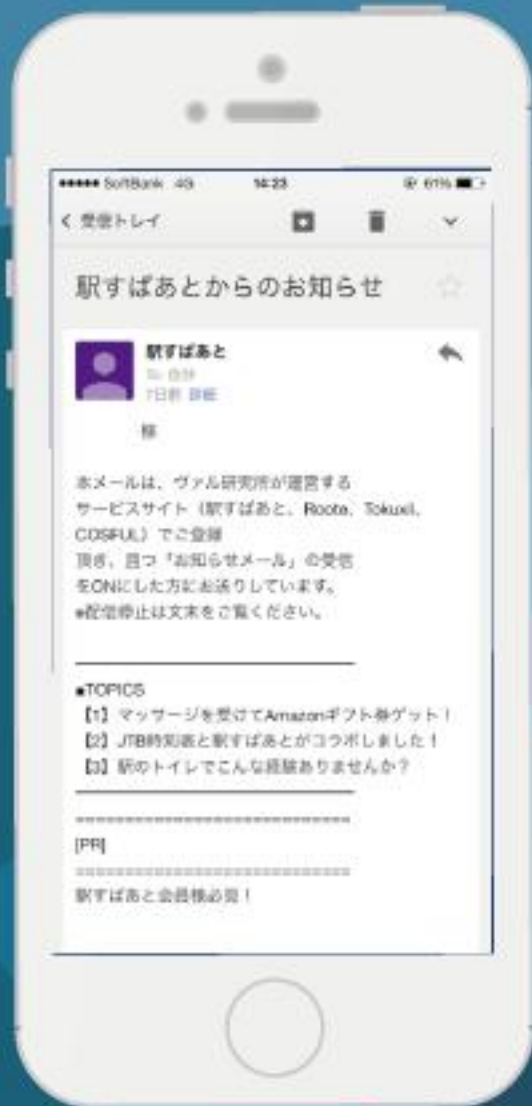 SoftBank 4G 14:23 61%
受信トレイ
駅すぱあとからのお知らせ
駅すぱあと
To 自分
7日前 詳細
様
本メールは、ヴァル研究所が運営する
サービスサイト（駅すぱあと、Roote、Tokuxil、
COSFUL）でご登録
頂き、且つ「お知らせメール」の受信
をONにした方にお送りしています。
※配信停止は文末をご覧ください。
■TOPICS
【1】マッサージを受けてAmazonギフト券ゲット！
【2】JTB時刻表と駅すぱあとがコラボしました！
【3】駅のトイレでこんな経験ありませんか？
[PR]
駅すぱあと会員様必見！